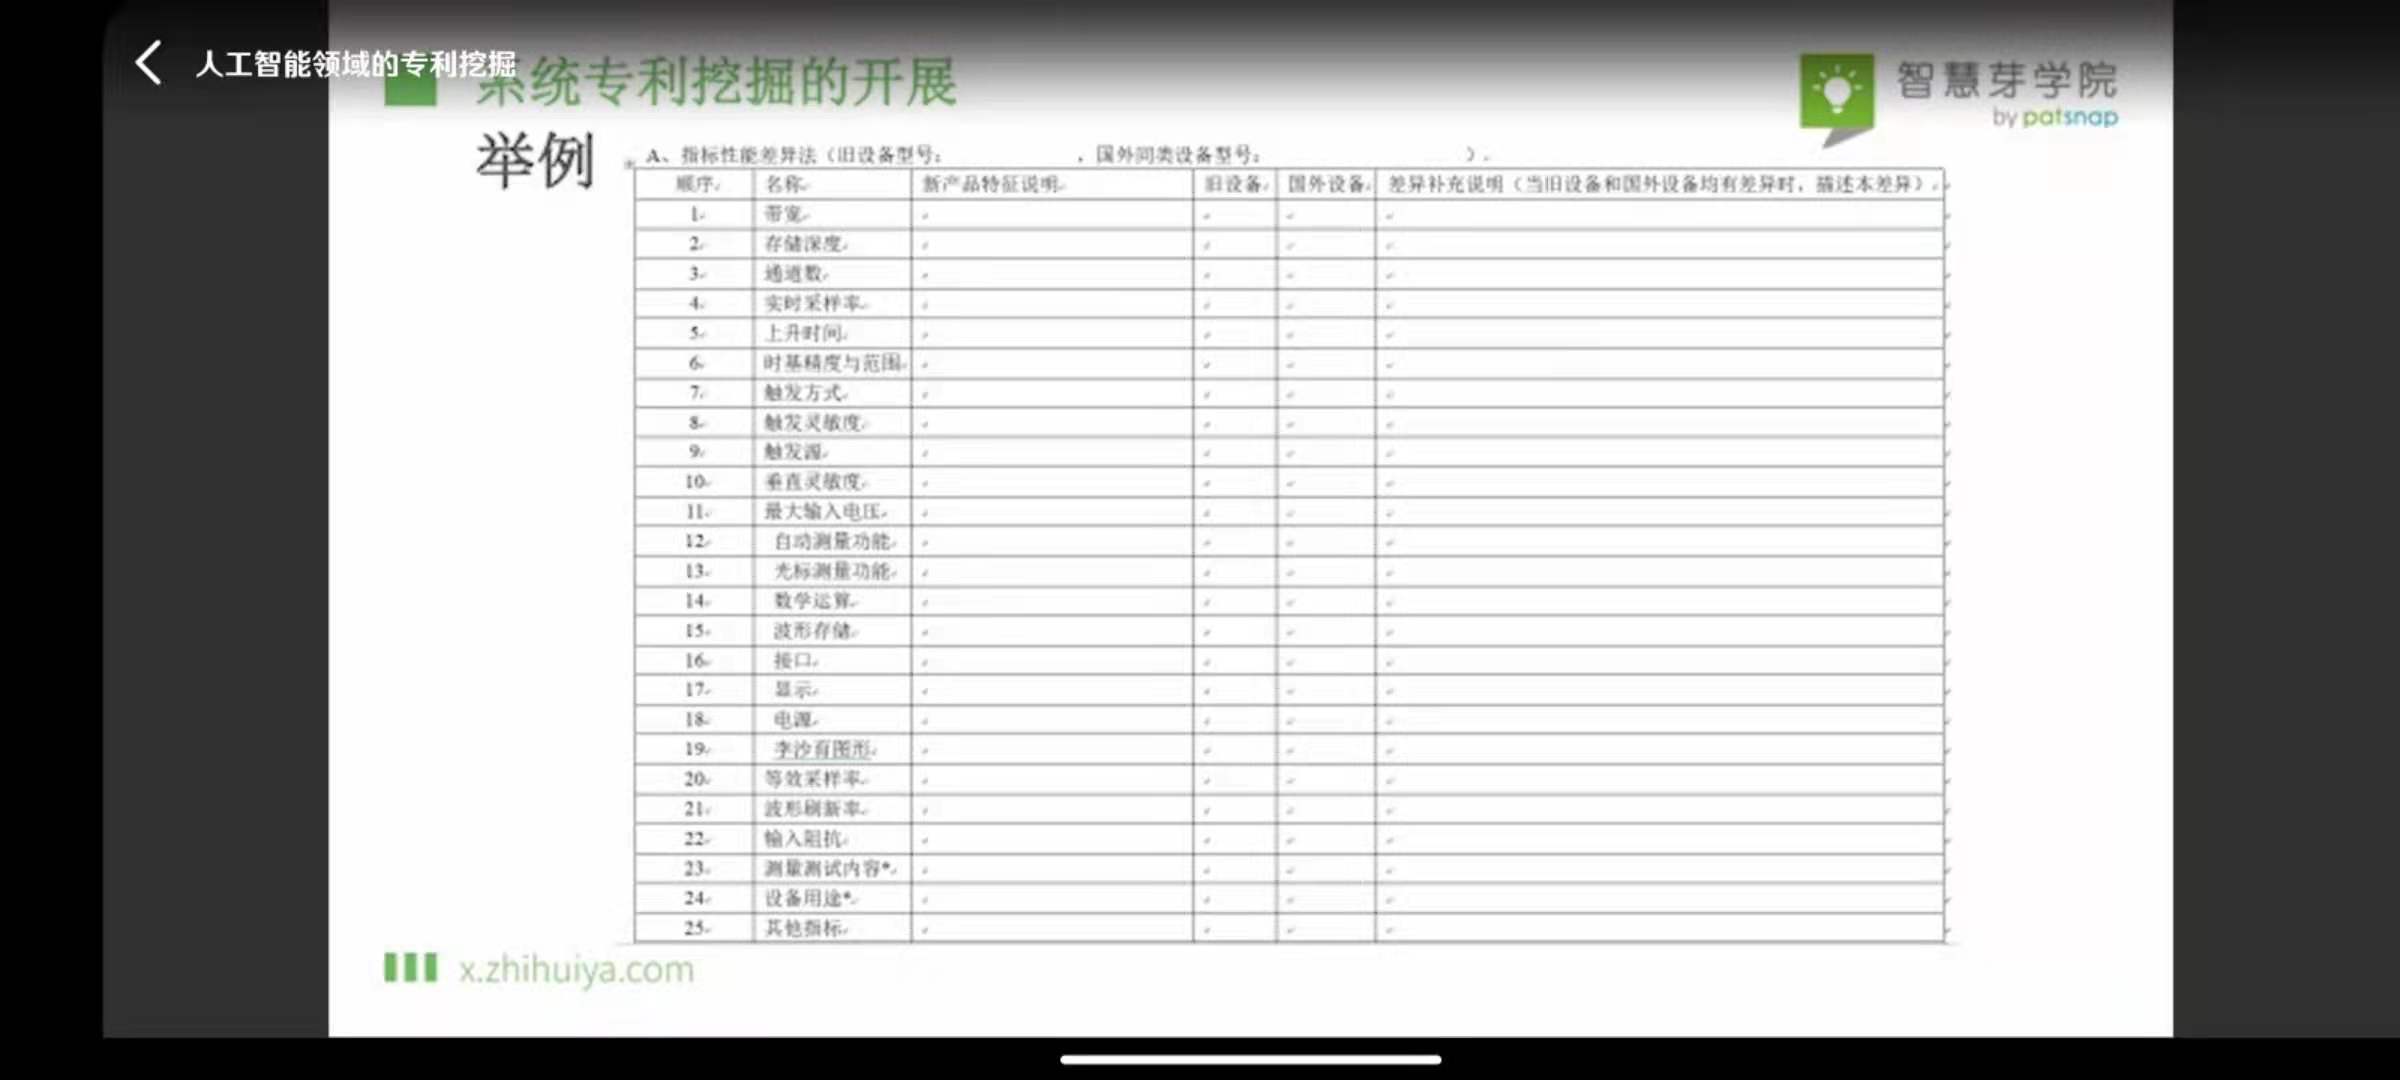 人工智能领域的专利挖掘
系统专利挖掘的开展
智慧芽学院
by patsnap
举例
A、指标性能差异法（旧设备型号：　　　　，国外同类设备型号：　　　　）
顺序 名称 新产品特征说明 旧设备 国外设备 差异补充说明（当旧设备和国外设备均有差异时，描述本差异）
1 带宽
2 存储深度
3 通道数
4 实时采样率
5 上升时间
6 时基精度与范围
7 触发方式
8 触发灵敏度
9 触发源
10 垂直灵敏度
11 最大输入电压
12 自动测量功能
13 光标测量功能
14 数学运算
15 波形存储
16 接口
17 显示
18 电源
19 李沙育图形
20 等效采样率
21 波形刷新率
22 输入阻抗
23 测量测试内容*
24 设备用途*
25 其他指标
x.zhihuiya.com